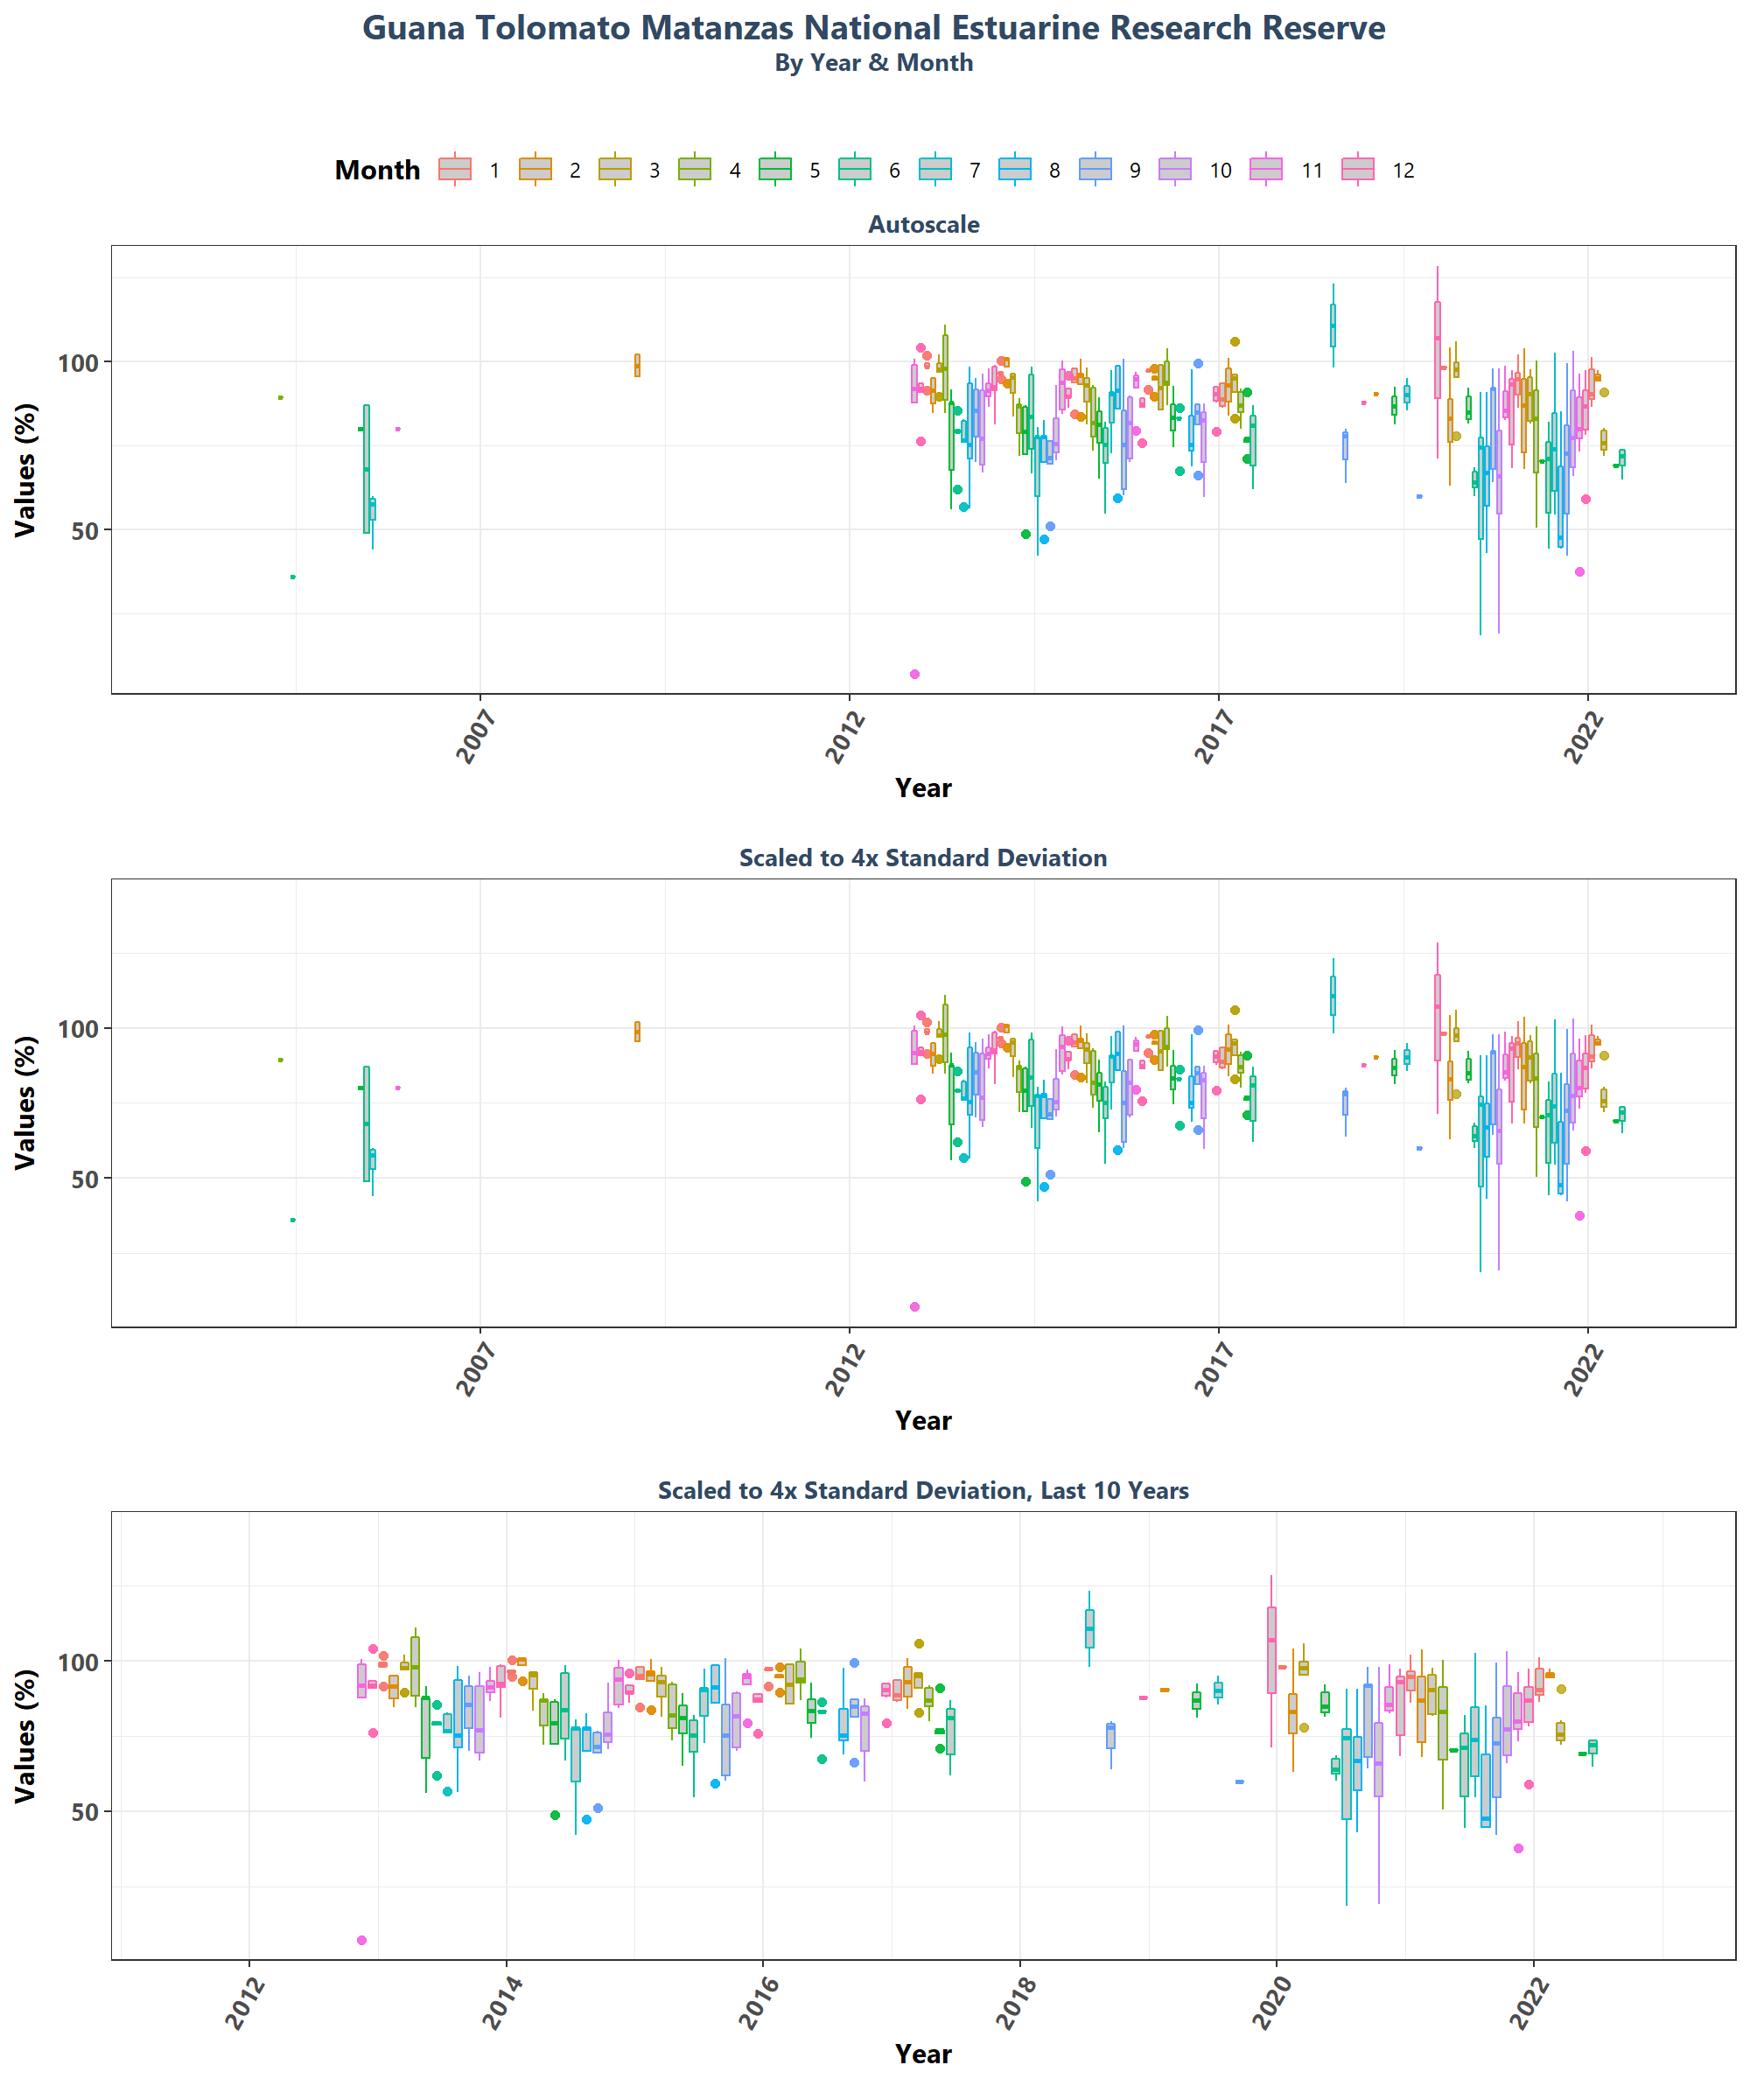 Guana Tolomato Matanzas National Estuarine Research Reserve
By Year & Month
Month 1 2 3 4 5 6 7 8 9 10 11 12
Autoscale
Values (%)
100
50
2007 2012 2017 2022
Year
Scaled to 4x Standard Deviation
Values (%)
100
50
2007 2012 2017 2022
Year
Scaled to 4x Standard Deviation, Last 10 Years
Values (%)
100
50
2012 2014 2016 2018 2020 2022
Year